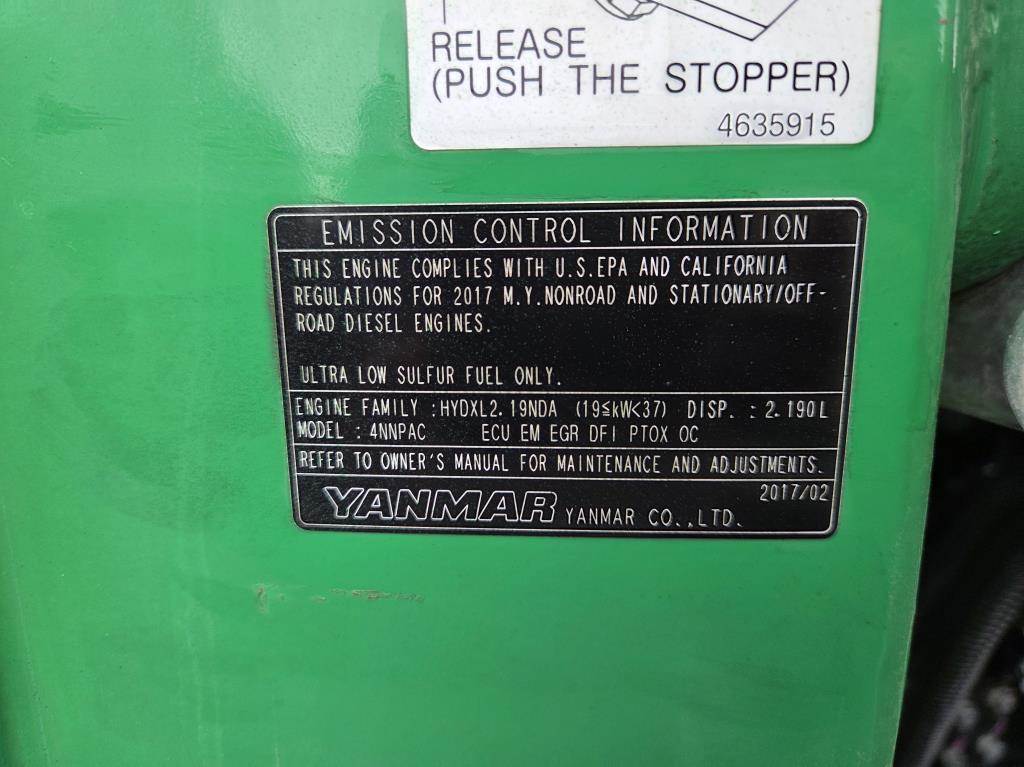 RELEASE
(PUSH THE STOPPER)
4635915
EMISSION CONTROL INFORMATION
THIS ENGINE COMPLIES WITH U.S.EPA AND CALIFORNIA
REGULATIONS FOR 2017 M.Y.NONROAD AND STATIONARY/OFF-
ROAD DIESEL ENGINES.
ULTRA LOW SULFUR FUEL ONLY.
ENGINE FAMILY :HYDXL2.19NDA (19≦kW<37) DISP. : 2.190L
MODEL : 4NNPAC ECU EM EGR DFI PTOX OC
REFER TO OWNER'S MANUAL FOR MAINTENANCE AND ADJUSTMENTS.
2017/02
YANMAR YANMAR CO.,LTD.